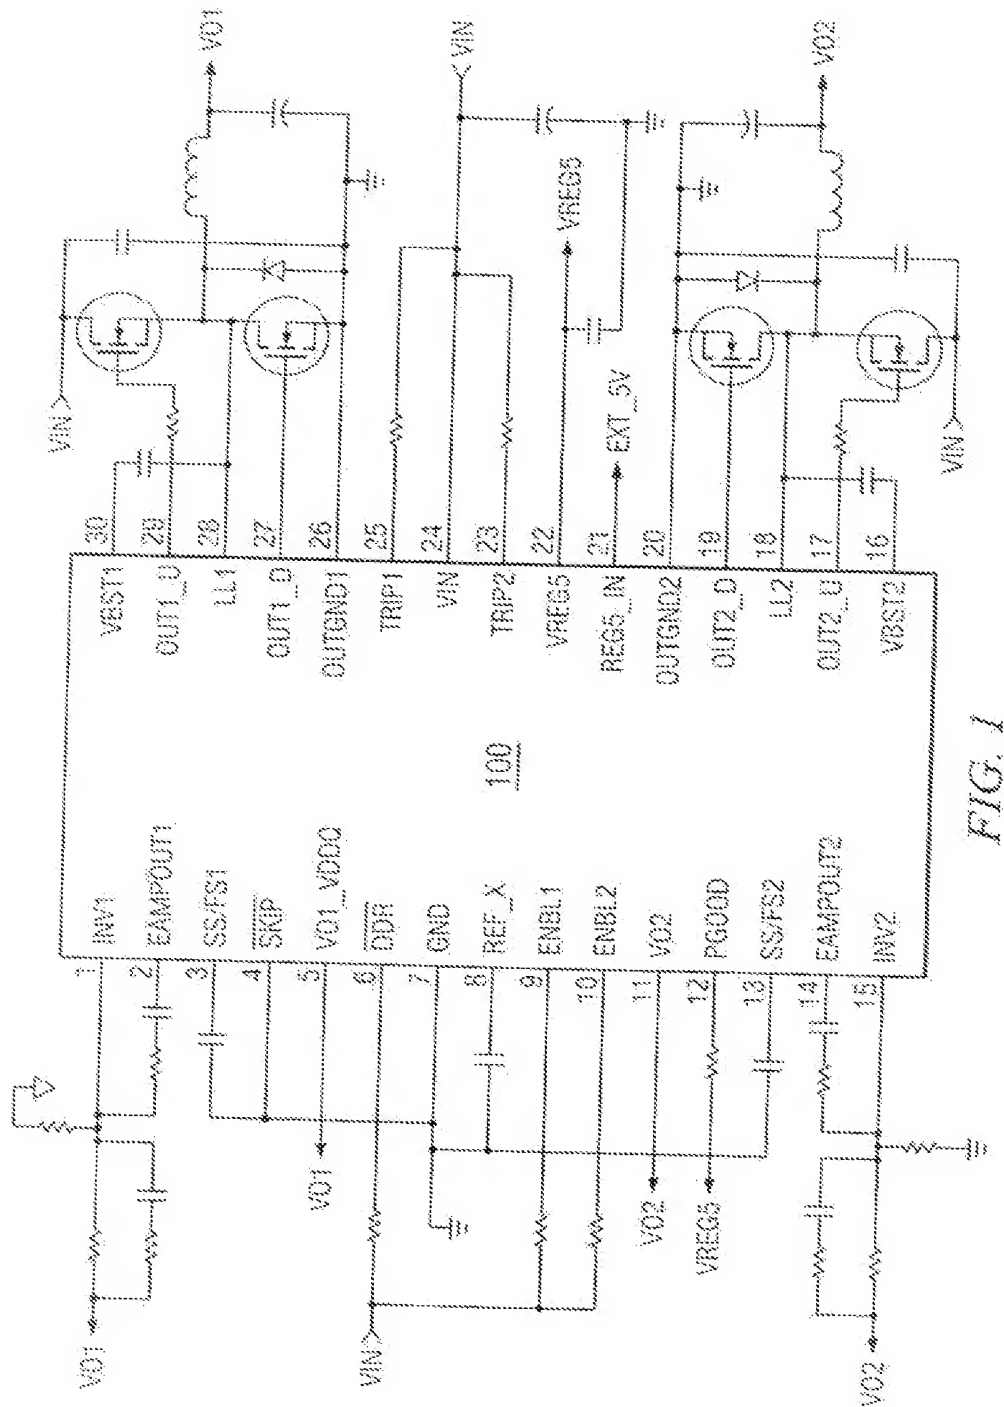 VO1
VIN
VO2
VIN
VREG5
EXT_5V
VIN
30
29
28
27
26
25
24
23
22
21
20
19
18
17
16
VBST1
OUT1_U
LL1
OUT1_D
OUTGND1
TRIP1
VIN
TRIP2
VREG5
REG5_IN
OUTGND2
OUT2_D
LL2
OUT2_U
VBST2
100
INV1
EAMPOUT1
SS/FS1
SKIP
VO1_VDDQ
DDR
GND
REF_X
ENBL1
ENBL2
VO2
PGOOD
SS/FS2
EAMPOUT2
INV2
1
2
3
4
5
6
7
8
9
10
11
12
13
14
15
VO1
VO1
VIN
VO2
VREG5
VO2
FIG. 1